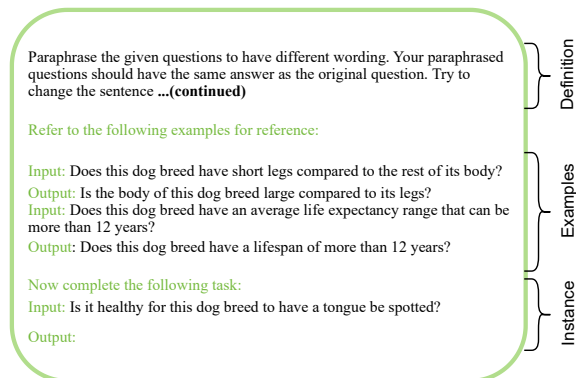 Paraphrase the given questions to have different wording. Your paraphrased
questions should have the same answer as the original question. Try to
change the sentence ...(continued)
Definition
Refer to the following examples for reference:
Input: Does this dog breed have short legs compared to the rest of its body?
Output: Is the body of this dog breed large compared to its legs?
Input: Does this dog breed have an average life expectancy range that can be
more than 12 years?
Output: Does this dog breed have a lifespan of more than 12 years?
Examples
Now complete the following task:
Input: Is it healthy for this dog breed to have a tongue be spotted?
Output:
Instance